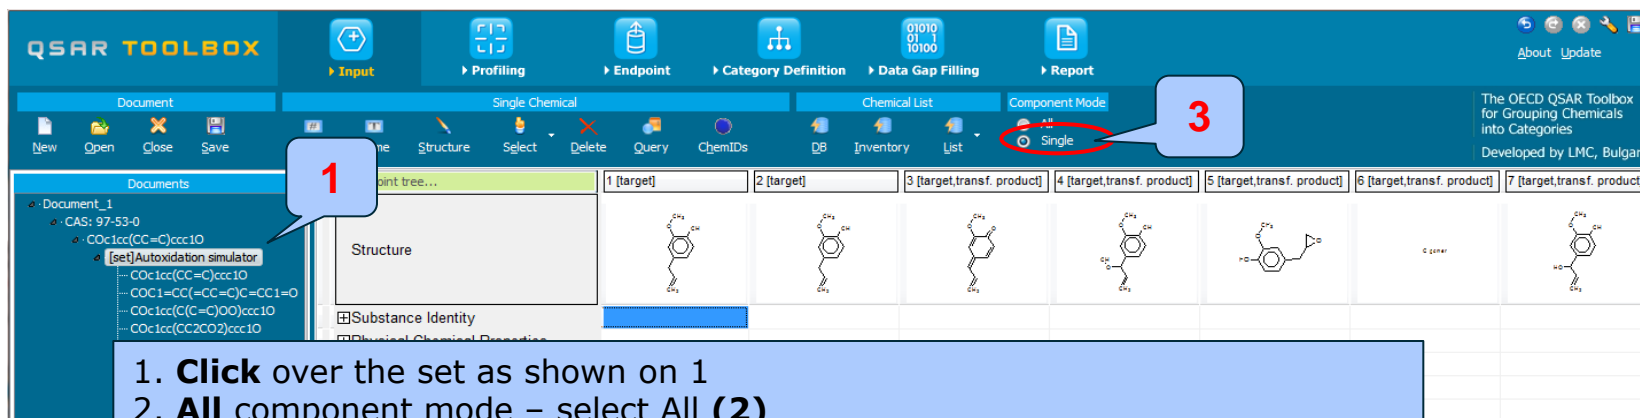 QSAR TOOLBOX
Input
Profiling
Endpoint
Category Definition
Data Gap Filling
Report
About Update
Document
Single Chemical
Chemical List
Component Mode
The OECD QSAR Toolbox
for Grouping Chemicals
into Categories
Developed by LMC, Bulgar
New Open Close Save
Structure Select Delete Query ChemIDs
DB Inventory List
All
Single
1
3
Documents
Document_1
CAS: 97-53-0
COc1cc(CC=C)ccc1O
[set]Autoxidation simulator
COc1cc(CC=C)ccc1O
COC1=CC(=CC=C)C=CC1=O
COc1cc(C(C=C)OO)ccc1O
COc1cc(CC2CO2)ccc1O
oint tree...
1 [target]
2 [target]
3 [target,transf. product]
4 [target,transf. product]
5 [target,transf. product]
6 [target,transf. product]
7 [target,transf. product
Structure
Substance Identity
Physical Chemical Properties
1. Click over the set as shown on 1
2. All component mode – select All (2)